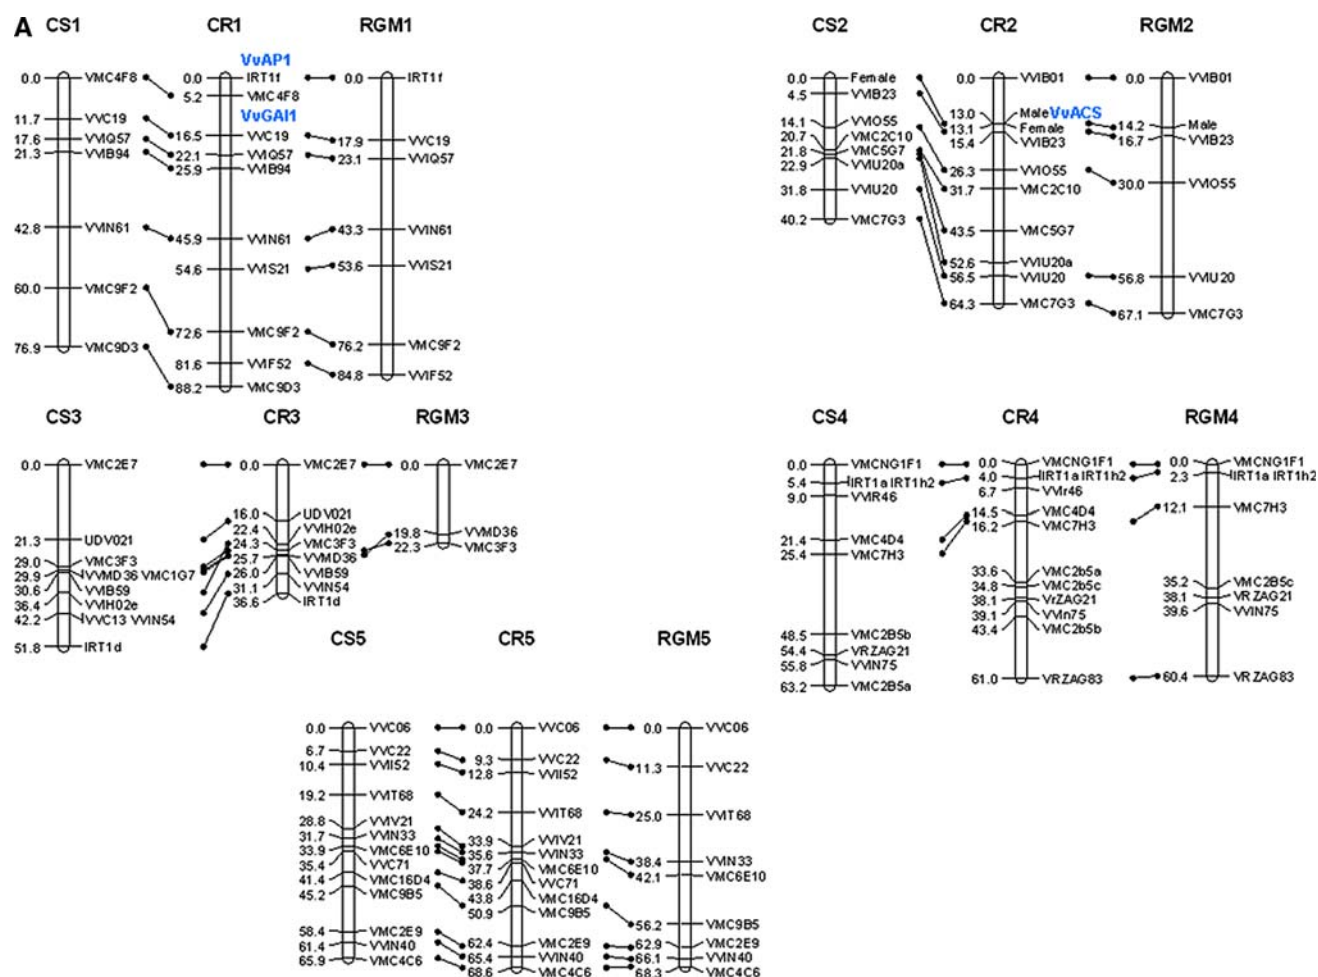 A CS1 CR1 RGM1
VvAP1
0.0 VMC4F8 0.0 IRT1f 0.0 IRT1f
5.2 VMC4F8
VvGAI1
11.7 VVC19 16.5 VVC19 17.9 VVC19
17.6 VVIQ57 22.1 VVIQ57 23.1 VVIQ57
21.3 VVIB94 25.9 VVIB94
42.8 VVIN61 45.9 VVIN61 43.3 VVIN61
54.6 VVIS21 53.6 VVIS21
60.0 VMC9F2 72.6 VMC9F2 76.2 VMC9F2
76.9 VMC9D3 81.6 VVIF52 84.8 VVIF52
88.2 VMC9D3
CS2 CR2 RGM2
0.0 Female 0.0 VVIB01 0.0 VVIB01
4.5 VVIB23
14.1 VVIO55 13.0 Male VvACS 14.2 Male
20.7 VMC2C10 13.1 Female
21.8 VMC5G7 15.4 VVIB23 16.7 VVIB23
22.9 VVIU20a 26.3 VVIO55 30.0 VVIO55
31.8 VVIU20 31.7 VMC2C10
40.2 VMC7G3 43.5 VMC5G7
52.6 VVIU20a
56.5 VVIU20 56.8 VVIU20
64.3 VMC7G3 67.1 VMC7G3
CS3 CR3 RGM3
0.0 VMC2E7 0.0 VMC2E7 0.0 VMC2E7
21.3 UDV021 16.0 UDV021 19.8 VVMD36
29.0 VMC3F3 22.4 VVIH02e 22.3 VMC3F3
29.9 VVMD36 VMC1G7 24.3 VMC3F3
30.6 VVIB59 25.7 VVMD36
36.4 VVIH02e 26.0 VVIB59
42.2 VVC13 VVIN54 31.1 VVIN54
51.8 IRT1d 36.6 IRT1d
CS4 CR4 RGM4
0.0 VMCNG1F1 0.0 VMCNG1F1 0.0 VMCNG1F1
5.4 IRT1a IRT1h2 4.0 IRT1a IRT1h2 2.3 IRT1a IRT1h2
9.0 VVIR46 6.7 VVIr46
21.4 VMC4D4 14.5 VMC4D4 12.1 VMC7H3
25.4 VMC7H3 16.2 VMC7H3
48.5 VMC2B5b 33.6 VMC2b5a 35.2 VMC2B5c
54.4 VRZAG21 34.8 VMC2b5c 38.1 VRZAG21
55.8 VVIN75 38.1 VrZAG21 39.6 VVIN75
63.2 VMC2B5a 39.1 VVIn75
43.4 VMC2b5b
61.0 VRZAG83 60.4 VRZAG83
CS5 CR5 RGM5
0.0 VVC06 0.0 VVC06 0.0 VVC06
6.7 VVC22 9.3 VVC22 11.3 VVC22
10.4 VVII52 12.8 VVII52
19.2 VVIT68 24.2 VVIT68 25.0 VVIT68
28.8 VVIV21 33.9 VVIV21
31.7 VVIN33 35.6 VVIN33 38.4 VVIN33
33.9 VMC6E10 37.7 VMC6E10 42.1 VMC6E10
35.4 VVC71 38.6 VVC71
41.4 VMC16D4 43.8 VMC16D4
45.2 VMC9B5 50.9 VMC9B5 56.2 VMC9B5
58.4 VMC2E9 62.4 VMC2E9 62.9 VMC2E9
61.4 VVIN40 65.4 VVIN40 66.1 VVIN40
65.9 VMC4C6 68.6 VMC4C6 68.3 VMC4C6